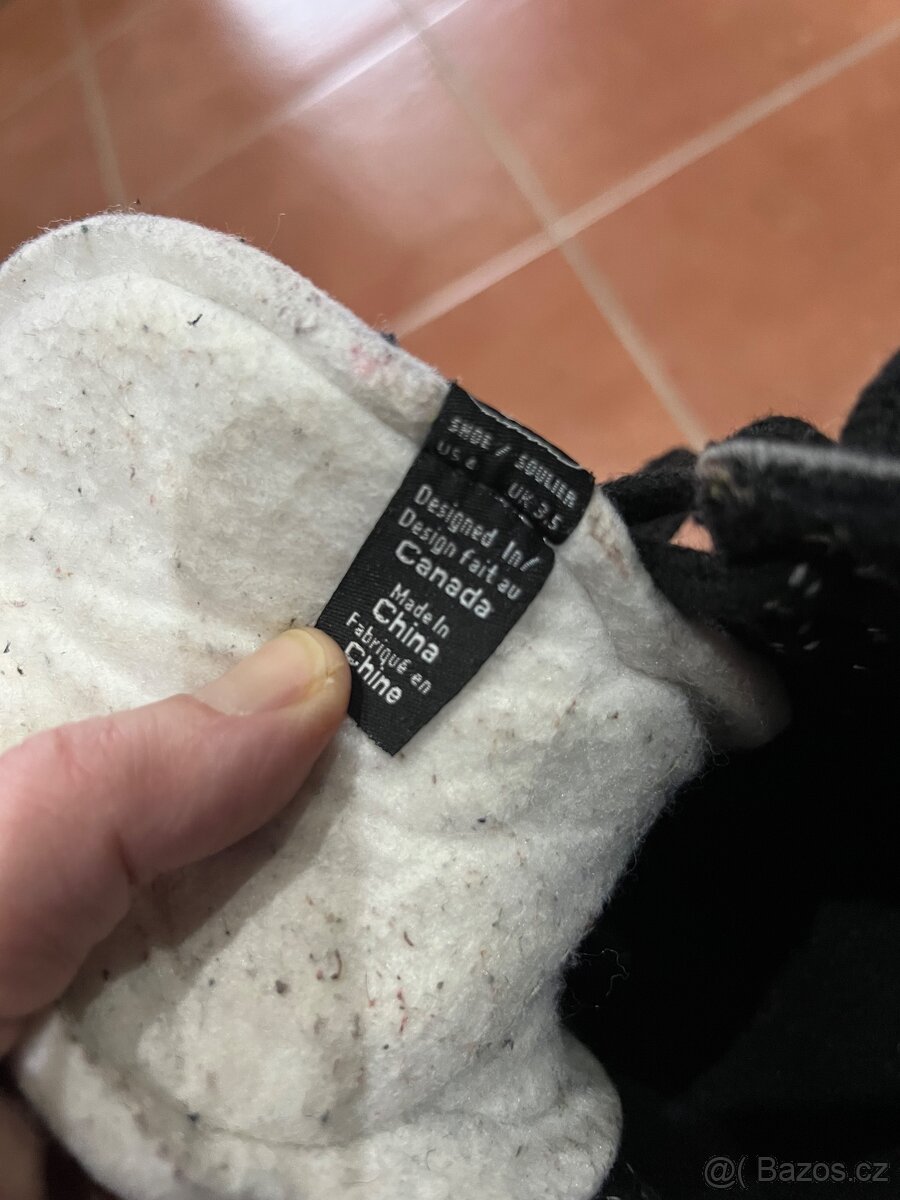 SHOE / SOULIER
US 4 UK 3.5
Designed In/
Design fait au
Canada
Made In
China
Fabriqué en
Chine
@( Bazos.cz